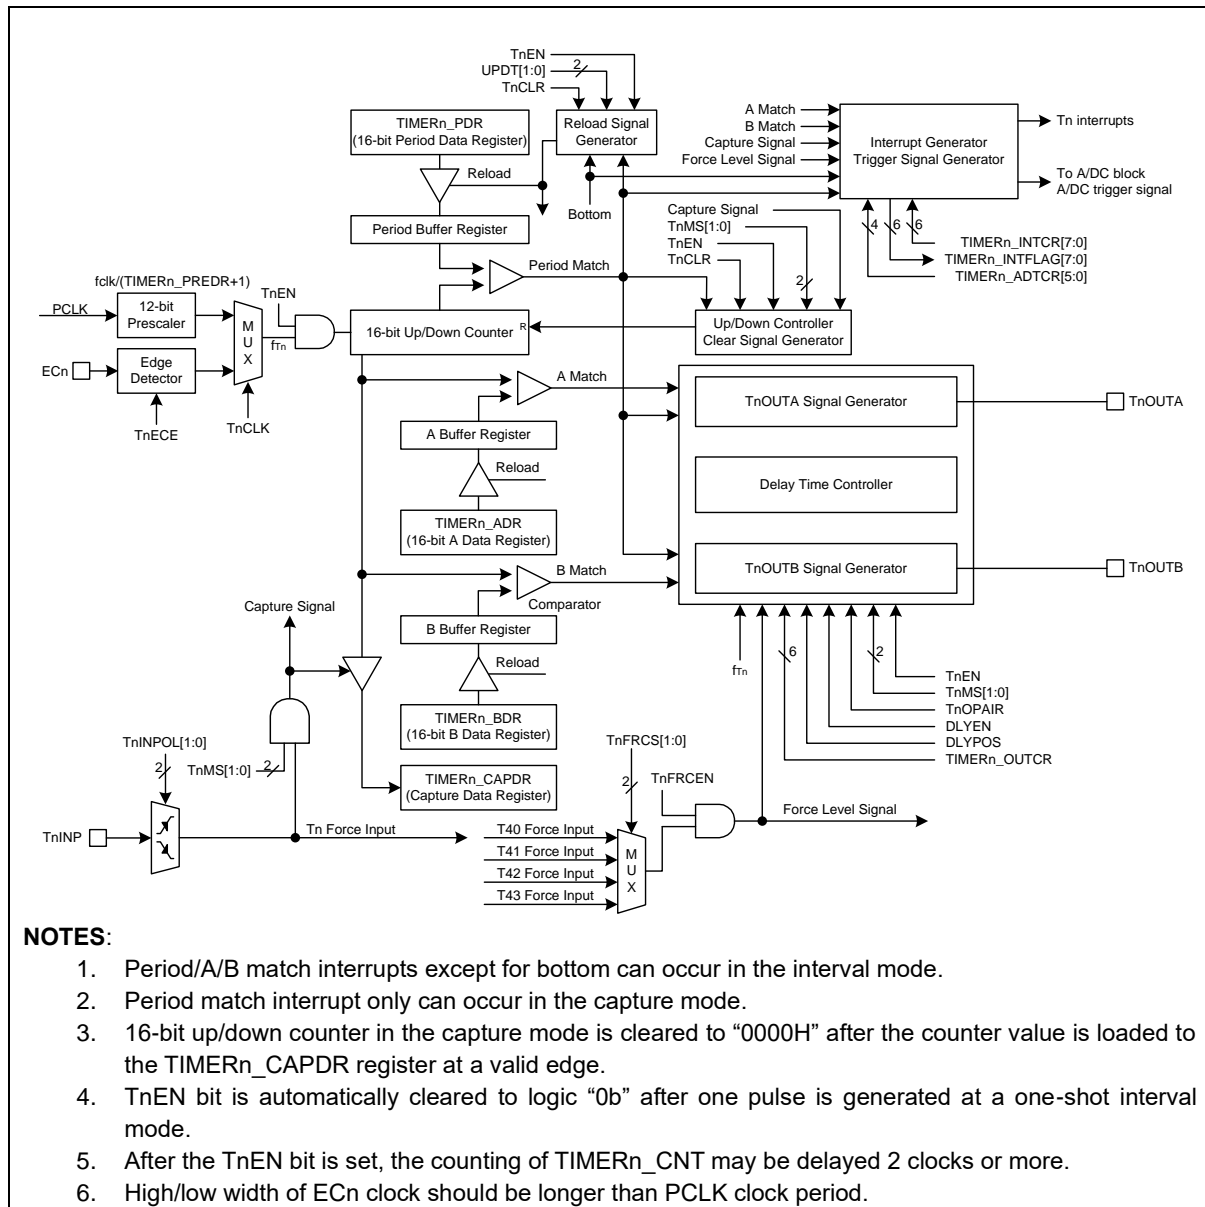 TnEN
UPDT[1:0]
2
TnCLR
TIMERn_PDR
(16-bit Period Data Register)
Reload Signal
Generator
A Match
B Match
Capture Signal
Force Level Signal
Interrupt Generator
Trigger Signal Generator
Tn interrupts
To A/DC block
A/DC trigger signal
Reload
Bottom
Period Buffer Register
Capture Signal
TnMS[1:0]
TnEN
TnCLR
2
4
6
6
TIMERn_INTCR[7:0]
TIMERn_INTFLAG[7:0]
TIMERn_ADTCR[5:0]
Period Match
fclk/(TIMERn_PREDR+1)
PCLK
12-bit
Prescaler
TnEN
M
U
X
fTn
16-bit Up/Down Counter
R
Up/Down Controller
Clear Signal Generator
ECn
Edge
Detector
TnECE
TnCLK
A Match
A Buffer Register
Reload
TIMERn_ADR
(16-bit A Data Register)
TnOUTA Signal Generator
TnOUTA
Delay Time Controller
TnOUTB Signal Generator
TnOUTB
B Match
Comparator
B Buffer Register
Reload
TIMERn_BDR
(16-bit B Data Register)
Capture Signal
fTn
6
2
TnEN
TnMS[1:0]
TnOPAIR
DLYEN
DLYPOS
TIMERn_OUTCR
TnINPOL[1:0]
2
TnMS[1:0]
2
TIMERn_CAPDR
(Capture Data Register)
TnFRCS[1:0]
2
TnFRCEN
TnINP
Tn Force Input
T40 Force Input
T41 Force Input
T42 Force Input
T43 Force Input
M
U
X
Force Level Signal
NOTES:
1. Period/A/B match interrupts except for bottom can occur in the interval mode.
2. Period match interrupt only can occur in the capture mode.
3. 16-bit up/down counter in the capture mode is cleared to “0000H” after the counter value is loaded to
the TIMERn_CAPDR register at a valid edge.
4. TnEN bit is automatically cleared to logic “0b” after one pulse is generated at a one-shot interval
mode.
5. After the TnEN bit is set, the counting of TIMERn_CNT may be delayed 2 clocks or more.
6. High/low width of ECn clock should be longer than PCLK clock period.